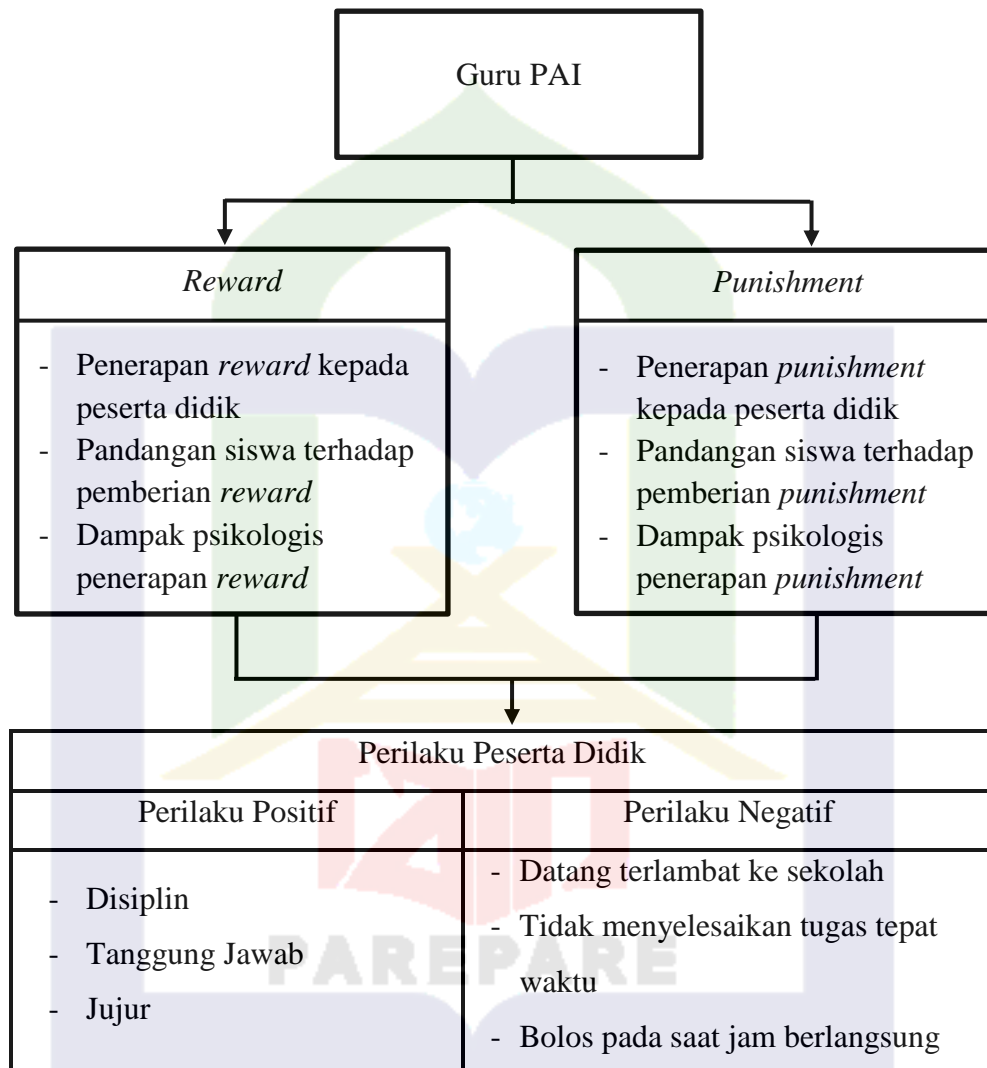 Guru PAI
Reward
- Penerapan reward kepada
peserta didik
- Pandangan siswa terhadap
pemberian reward
- Dampak psikologis
penerapan reward
Punishment
- Penerapan punishment
kepada peserta didik
- Pandangan siswa terhadap
pemberian punishment
- Dampak psikologis
penerapan punishment
Perilaku Peserta Didik
Perilaku Positif
- Disiplin
- Tanggung Jawab
- Jujur
Perilaku Negatif
- Datang terlambat ke sekolah
- Tidak menyelesaikan tugas tepat
waktu
- Bolos pada saat jam berlangsung
PAREPARE